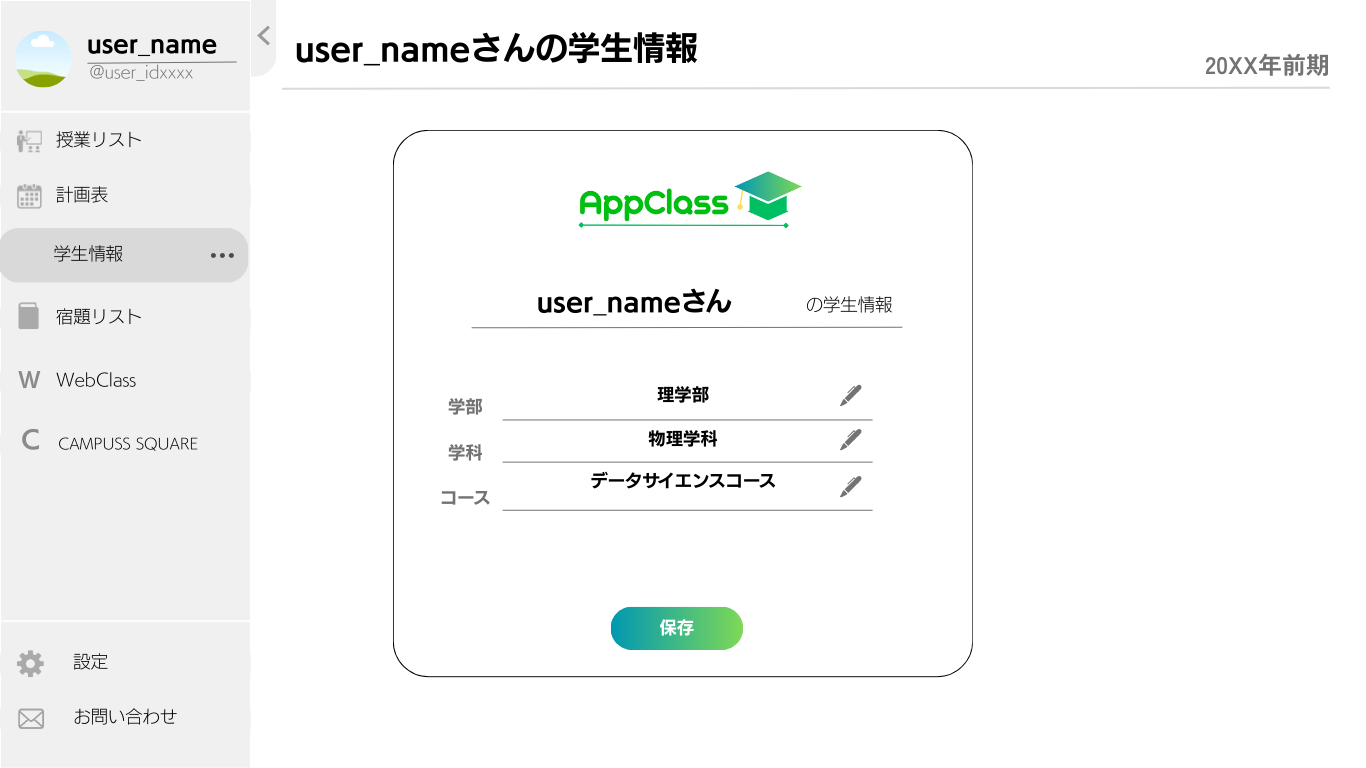 user_name
@user_idxxxx
授業リスト
計画表
学生情報
宿題リスト
W WebClass
C CAMPUSS SQUARE
設定
お問い合わせ
user_nameさんの学生情報
20XX年前期
AppClass
user_nameさん の学生情報
学部 理学部
学科 物理学科
コース データサイエンスコース
保存